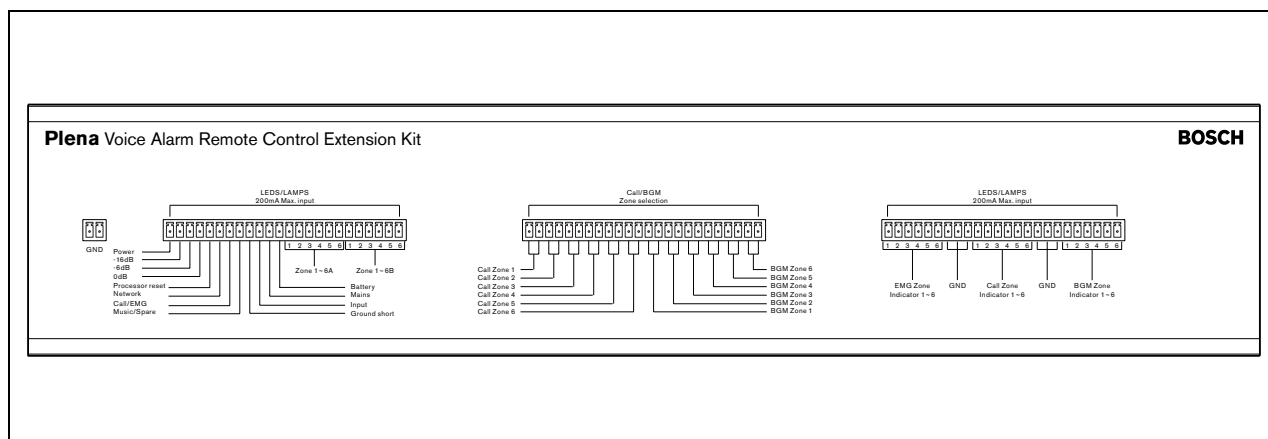 Plena Voice Alarm Remote Control Extension Kit
BOSCH
LEDS/LAMPS
200mA Max. input
GND
Power
-16dB
-6dB
0dB
Processor reset
Network
Call/EMG
Music/Spare
1 2 3 4 5 6 1 2 3 4 5 6
Zone 1~6A Zone 1~6B
Battery
Mains
Input
Ground short
Call/BGM
Zone selection
Call Zone 1
Call Zone 2
Call Zone 3
Call Zone 4
Call Zone 5
Call Zone 6
BGM Zone 6
BGM Zone 5
BGM Zone 4
BGM Zone 3
BGM Zone 2
BGM Zone 1
LEDS/LAMPS
200mA Max. input
1 2 3 4 5 6 1 2 3 4 5 6 1 2 3 4 5 6
EMG Zone
Indicator 1~6
GND
Call Zone
Indicator 1~6
GND
BGM Zone
Indicator 1~6